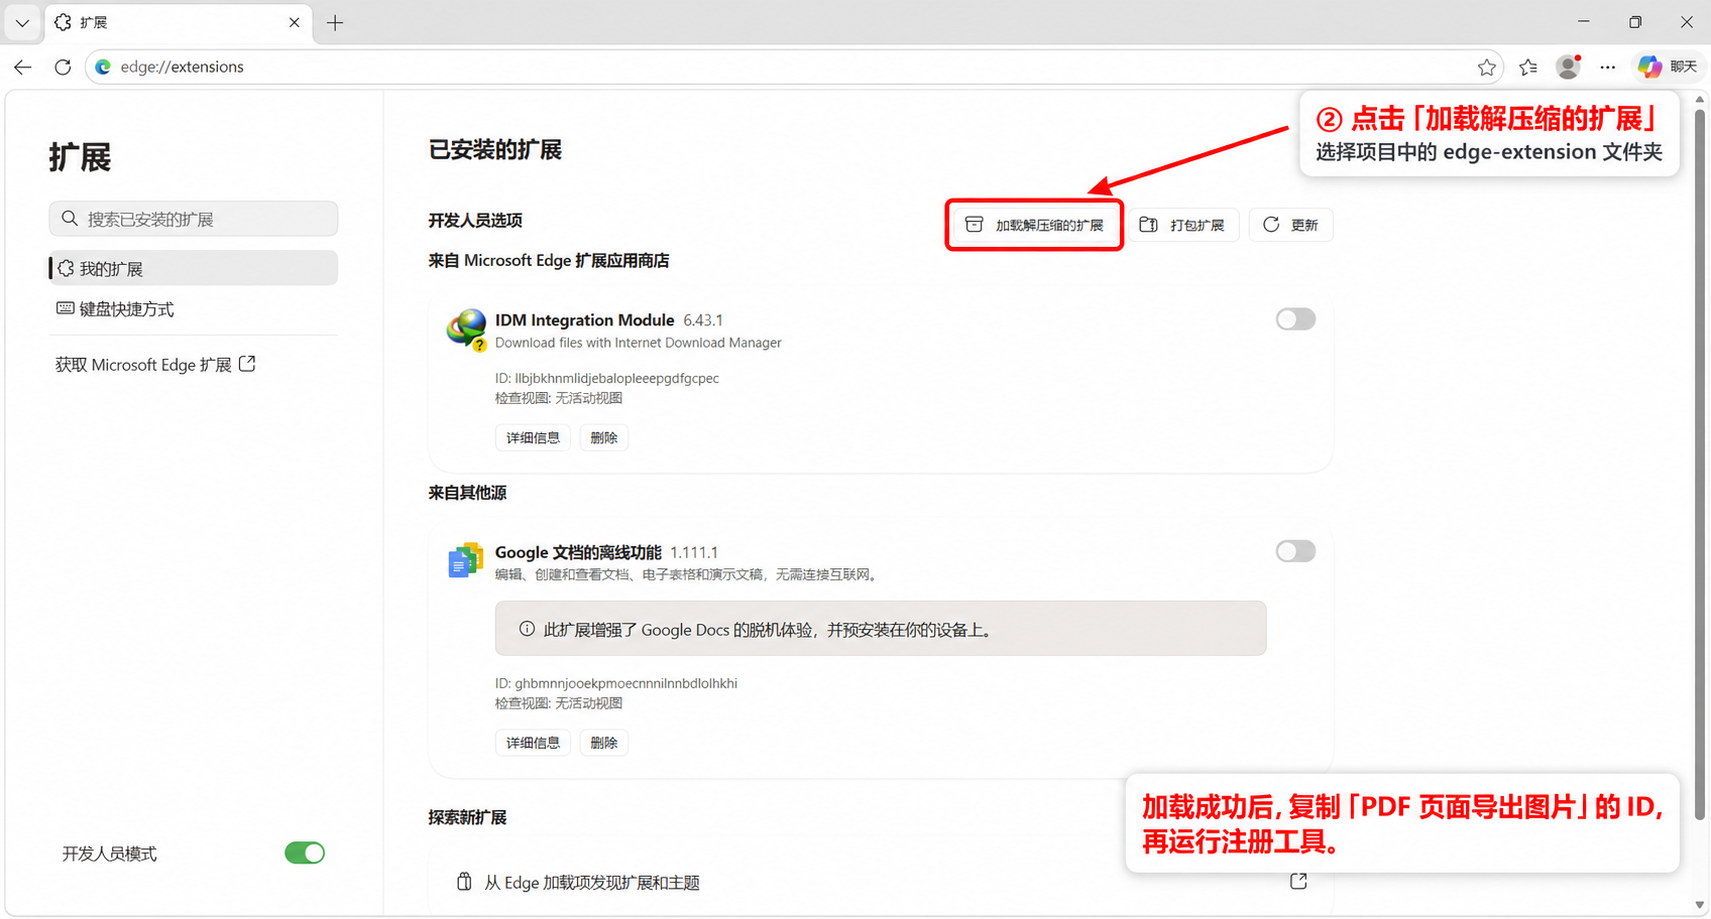 扩展
edge://extensions
聊天
② 点击「加载解压缩的扩展」
选择项目中的 edge-extension 文件夹
扩展
搜索已安装的扩展
我的扩展
键盘快捷方式
获取 Microsoft Edge 扩展
开发人员模式
已安装的扩展
开发人员选项
加载解压缩的扩展
打包扩展
更新
来自 Microsoft Edge 扩展应用商店
IDM Integration Module 6.43.1
Download files with Internet Download Manager
ID: llbjbkhnmlidjebalopleeepgdfgcpec
检查视图: 无活动视图
详细信息 删除
来自其他源
Google 文档的离线功能 1.111.1
编辑、创建和查看文档、电子表格和演示文稿，无需连接互联网。
此扩展增强了 Google Docs 的脱机体验，并预安装在你的设备上。
ID: ghbmnnjooekpmoecnnnilnnbdlolhkhi
检查视图: 无活动视图
详细信息 删除
探索新扩展
从 Edge 加载项发现扩展和主题
加载成功后, 复制「PDF 页面导出图片」的 ID,
再运行注册工具。